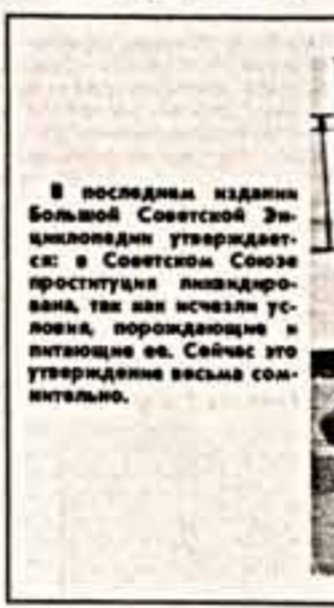 В последнем издании
Большой Советской Эн-
циклопедии утверждает-
ся: в Советском Союзе
проституция ликвидиро-
вана, так как исчезли ус-
ловия, порождающие и
питающие ее. Сейчас это
утверждение весьма сом-
нительно.